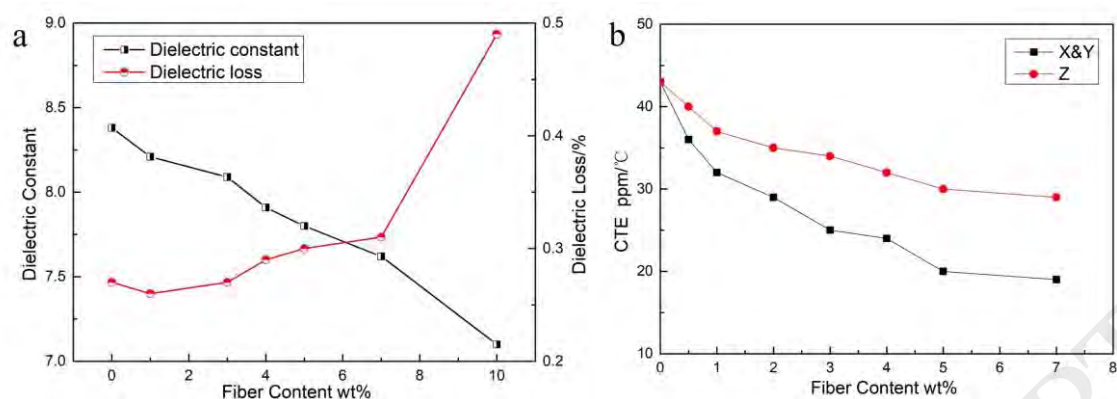 a
Dielectric constant
Dielectric loss
9.0
8.5
8.0
7.5
7.0
Dielectric Constant
0.5
0.4
0.3
0.2
Dielectric Loss/%
0 2 4 6 8 10
Fiber Content wt%
b
X&Y
Z
50
40
30
20
10
CTE ppm/℃
0 1 2 3 4 5 6 7 8
Fiber Content wt%